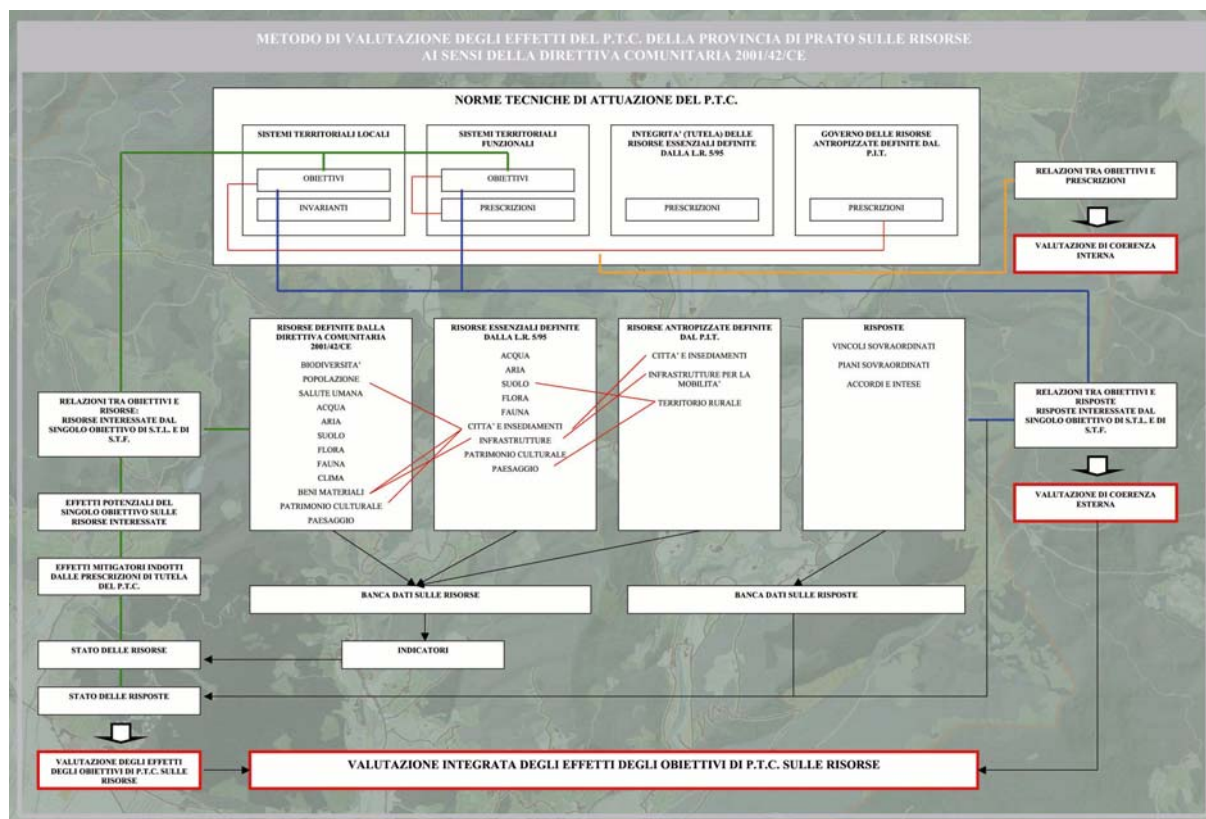 METODO DI VALUTAZIONE DEGLI EFFETTI DEL P.T.C. DELLA PROVINCIA DI PRATO SULLE RISORSE
AI SENSI DELLA DIRETTIVA COMUNITARIA 2001/42/CE
NORME TECNICHE DI ATTUAZIONE DEL P.T.C.
SISTEMI TERRITORIALI LOCALI
OBIETTIVI
INVARIANTI
SISTEMI TERRITORIALI
FUNZIONALI
OBIETTIVI
PRESCRIZIONI
INTEGRITA' (TUTELA) DELLE
RISORSE ESSENZIALI DEFINITE
DALLA L.R. 5/95
PRESCRIZIONI
GOVERNO DELLE RISORSE
ANTROPIZZATE DEFINITE DAL
P.I.T.
PRESCRIZIONI
RELAZIONI TRA OBIETTIVI E
PRESCRIZIONI
VALUTAZIONE DI COERENZA
INTERNA
RISORSE DEFINITE DALLA
DIRETTIVA COMUNITARIA
2001/42/CE
BIODIVERSITA'
POPOLAZIONE
SALUTE UMANA
ACQUA
ARIA
SUOLO
FLORA
FAUNA
CLIMA
BENI MATERIALI
PATRIMONIO CULTURALE
PAESAGGIO
RISORSE ESSENZIALI DEFINITE
DALLA L.R. 5/95
ACQUA
ARIA
SUOLO
FLORA
FAUNA
CITTA' E INSEDIAMENTI
INFRASTRUTTURE
PATRIMONIO CULTURALE
PAESAGGIO
RISORSE ANTROPIZZATE DEFINITE
DAL P.I.T.
CITTA' E INSEDIAMENTI
INFRASTRUTTURE PER LA
MOBILITA'
TERRITORIO RURALE
RISPOSTE
VINCOLI SOVRAORDINATI
PIANI SOVRAORDINATI
ACCORDI E INTESE
RELAZIONI TRA OBIETTIVI E
RISORSE:
RISORSE INTERESSATE DAL
SINGOLO OBIETTIVO DI S.T.L. E DI
S.T.F.
RELAZIONI TRA OBIETTIVI E
RISPOSTE
RISPOSTE INTERESSATE DAL
SINGOLO OBIETTIVO DI S.T.L. E DI
S.T.F.
EFFETTI POTENZIALI DEL
SINGOLO OBIETTIVO SULLE
RISORSE INTERESSATE
VALUTAZIONE DI COERENZA
ESTERNA
EFFETTI MITIGATORI INDOTTI
DALLE PRESCRIZIONI DI TUTELA
DEL P.T.C.
BANCA DATI SULLE RISORSE
BANCA DATI SULLE RISPOSTE
STATO DELLE RISORSE
INDICATORI
STATO DELLE RISPOSTE
VALUTAZIONE DEGLI EFFETTI
DEGLI OBIETTIVI DI P.T.C. SULLE
RISORSE
VALUTAZIONE INTEGRATA DEGLI EFFETTI DEGLI OBIETTIVI DI P.T.C. SULLE RISORSE